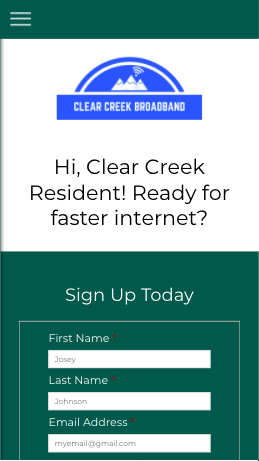 CLEAR CREEK BROADBAND
Hi, Clear Creek
Resident! Ready for
faster internet?
Sign Up Today
First Name *
Josey
Last Name *
Johnson
Email Address *
myemail@gmail.com